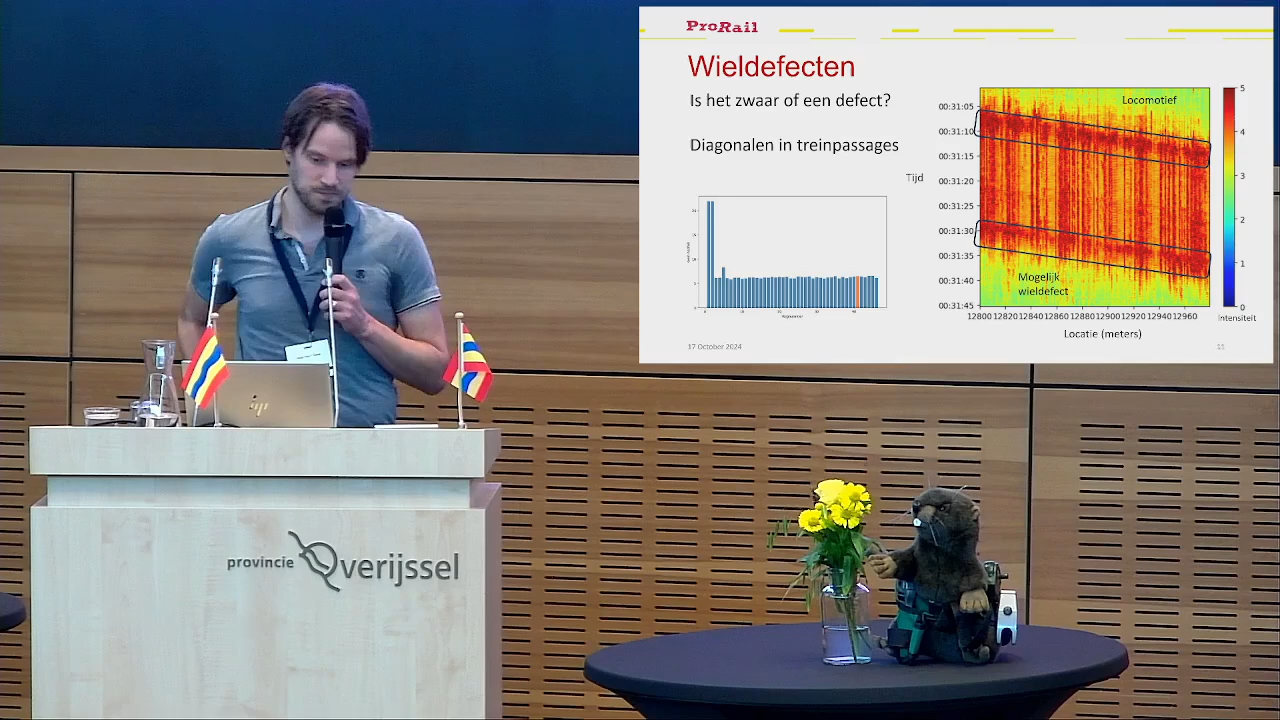 ProRail
Wieldefecten
Is het zwaar of een defect?
Diagonalen in treinpassages
Tijd
00:31:05
00:31:10
00:31:15
00:31:20
00:31:25
00:31:30
00:31:35
00:31:40
00:31:45
Locomotief
Mogelijk
wieldefect
12800 12820 12840 12860 12880 12900 12920 12940 12960
Locatie (meters)
5
4
3
2
1
0
Intensiteit
17 October 2024
11
hp
provincie Overijssel